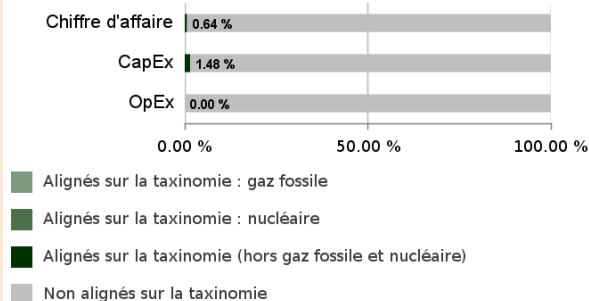 Chiffre d'affaire 0.64 %
CapEx 1.48 %
OpEx 0.00 %
0.00 % 50.00 % 100.00 %
Alignés sur la taxinomie : gaz fossile
Alignés sur la taxinomie : nucléaire
Alignés sur la taxinomie (hors gaz fossile et nucléaire)
Non alignés sur la taxinomie